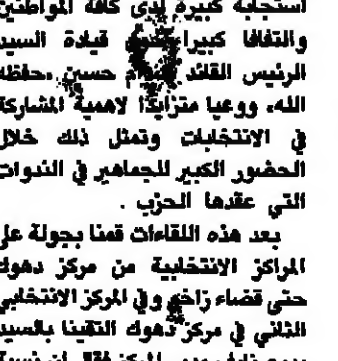 استجابة كبيرة لدى كافة المواطنين
والتفافا كبيرا حول قيادة السيد
الرئيس القائد صدام حسين «حفظه
الله» ووعيا متزايدا لاهمية المشاركة
في الانتخابات وتمثل ذلك خلال
الحضور الكبير للجماهير في الندوات
التي عقدها الحزب .
بعد هذه اللقاءات قمنا بجولة على
المراكز الانتخابية من مركز دهوك
حتى قضاء زاخو وفي المركز الانتخابي
الثاني في مركز دهوك التقينا بالسيد